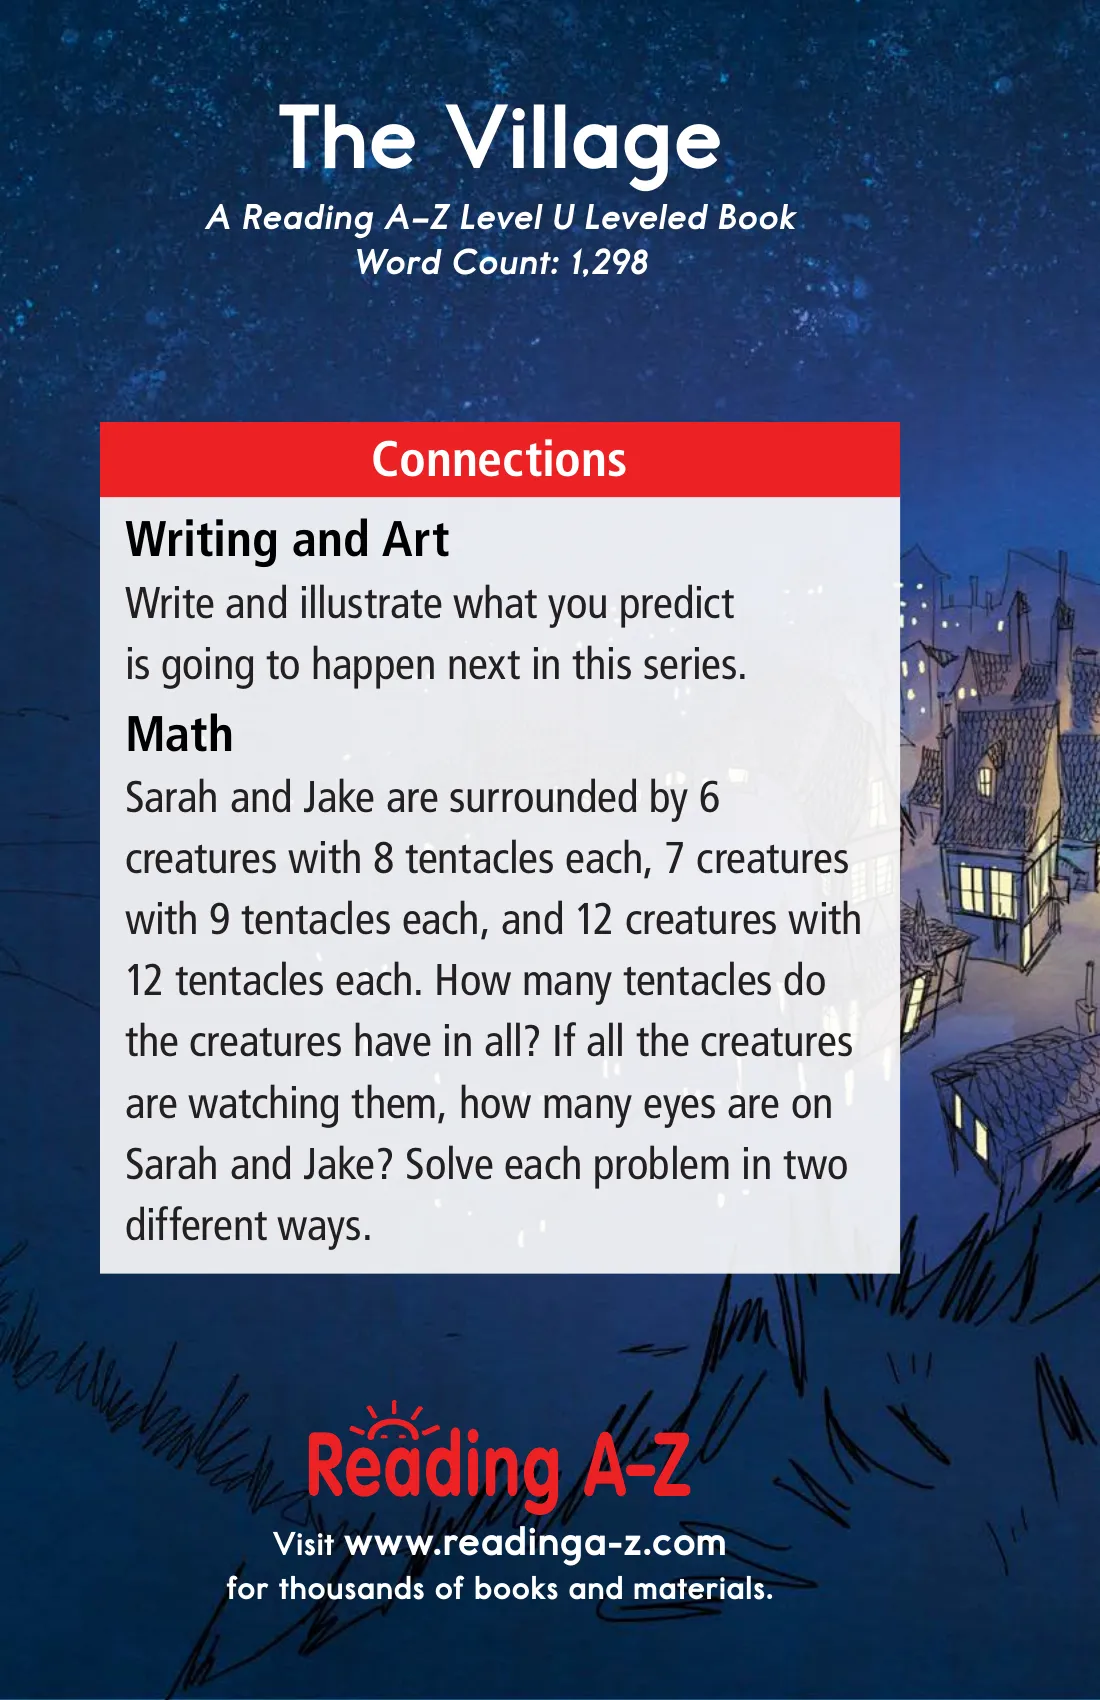 The Village
A Reading A–Z Level U Leveled Book
Word Count: 1,298
Connections
Writing and Art
Write and illustrate what you predict
is going to happen next in this series.
Math
Sarah and Jake are surrounded by 6
creatures with 8 tentacles each, 7 creatures
with 9 tentacles each, and 12 creatures with
12 tentacles each. How many tentacles do
the creatures have in all? If all the creatures
are watching them, how many eyes are on
Sarah and Jake? Solve each problem in two
different ways.
Reading A–Z
Visit www.readinga-z.com
for thousands of books and materials.